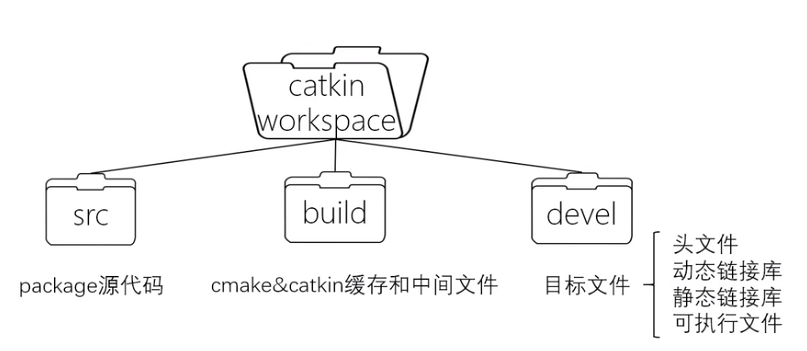 catkin
workspace
src
build
devel
package源代码
cmake&catkin缓存和中间文件
目标文件
头文件
动态链接库
静态链接库
可执行文件